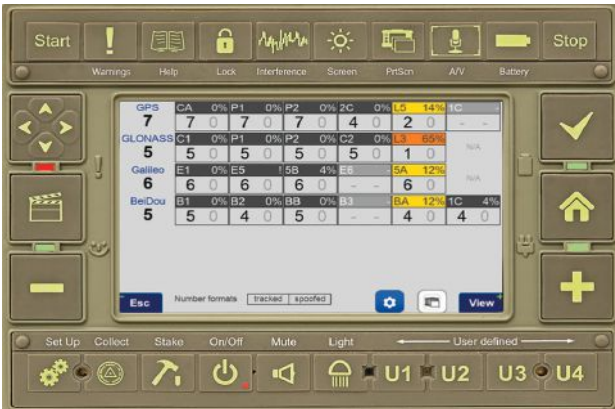 Start Stop
Warnings Help Lock Interference Screen PrtScn A/V Battery
GPS CA 0% P1 0% P2 0% 2C 0% L5 14% 1C -
7 7 0 7 0 7 0 4 0 2 0 - -
GLONASS C1 0% P1 0% P2 0% C2 0% L3 65%
5 5 0 5 0 5 0 5 0 1 0 N/A
Galileo E1 0% E5 ! 5B 4% E6 - 5A 12%
6 6 0 6 0 6 0 - - 6 0 N/A
BeiDou B1 0% B2 0% BB 0% B3 - BA 12% 1C 4%
5 5 0 4 0 5 0 - - 4 0 4 0
Esc Number formats tracked spoofed View
Set Up Collect Stake On/Off Mute Light User defined
U1 U2 U3 U4